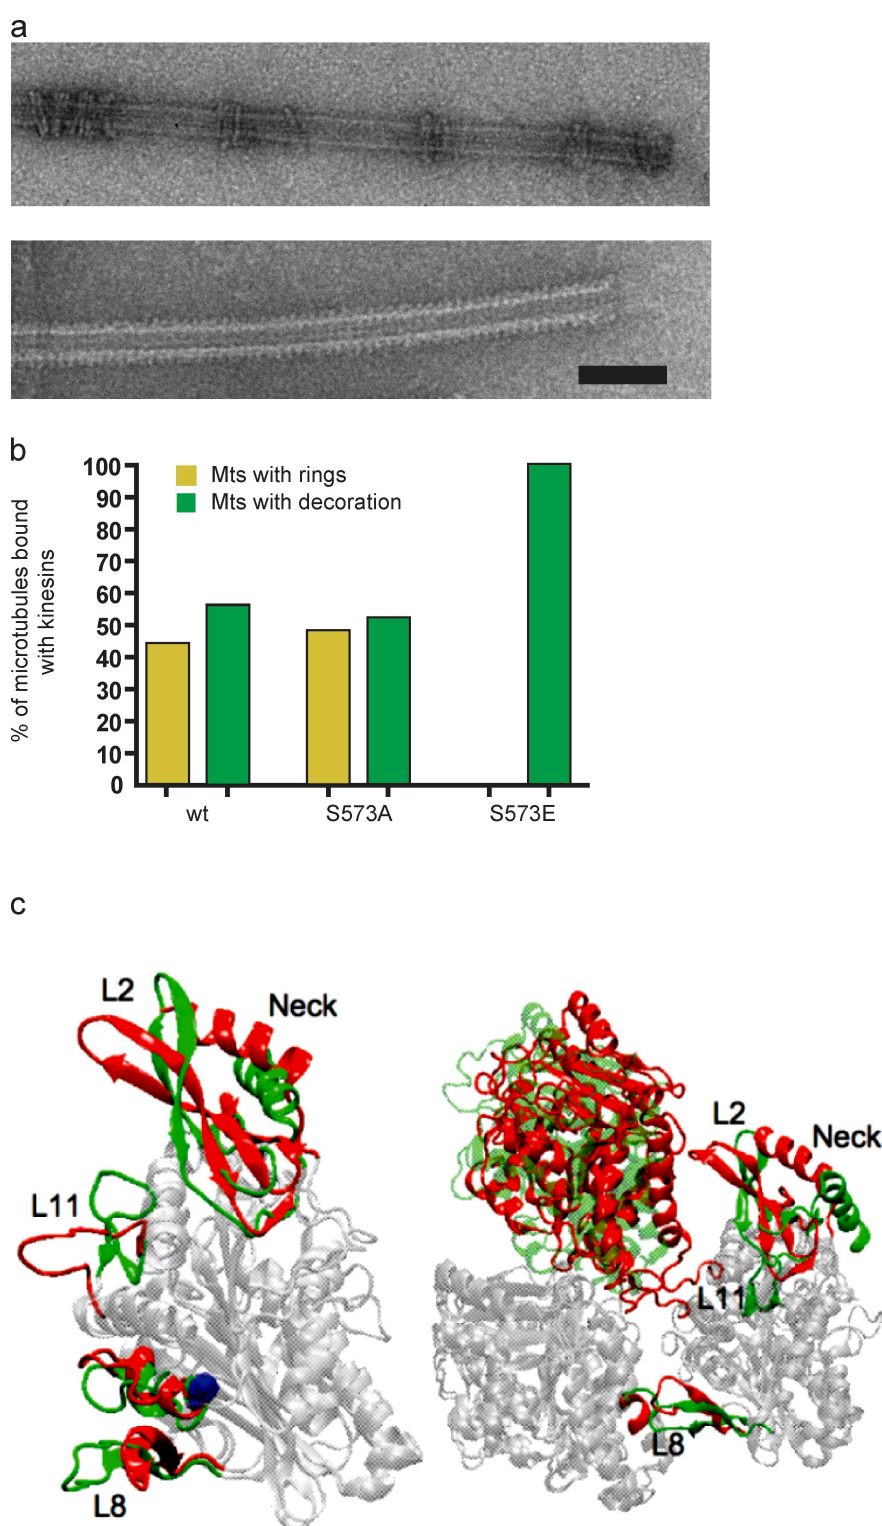 a
b
% of microtubules bound
with kinesins
100
90
80
70
60
50
40
30
20
10
0
Mts with rings
Mts with decoration
wt
S573A
S573E
c
L2
Neck
L11
L8
L2
Neck
L11
L8